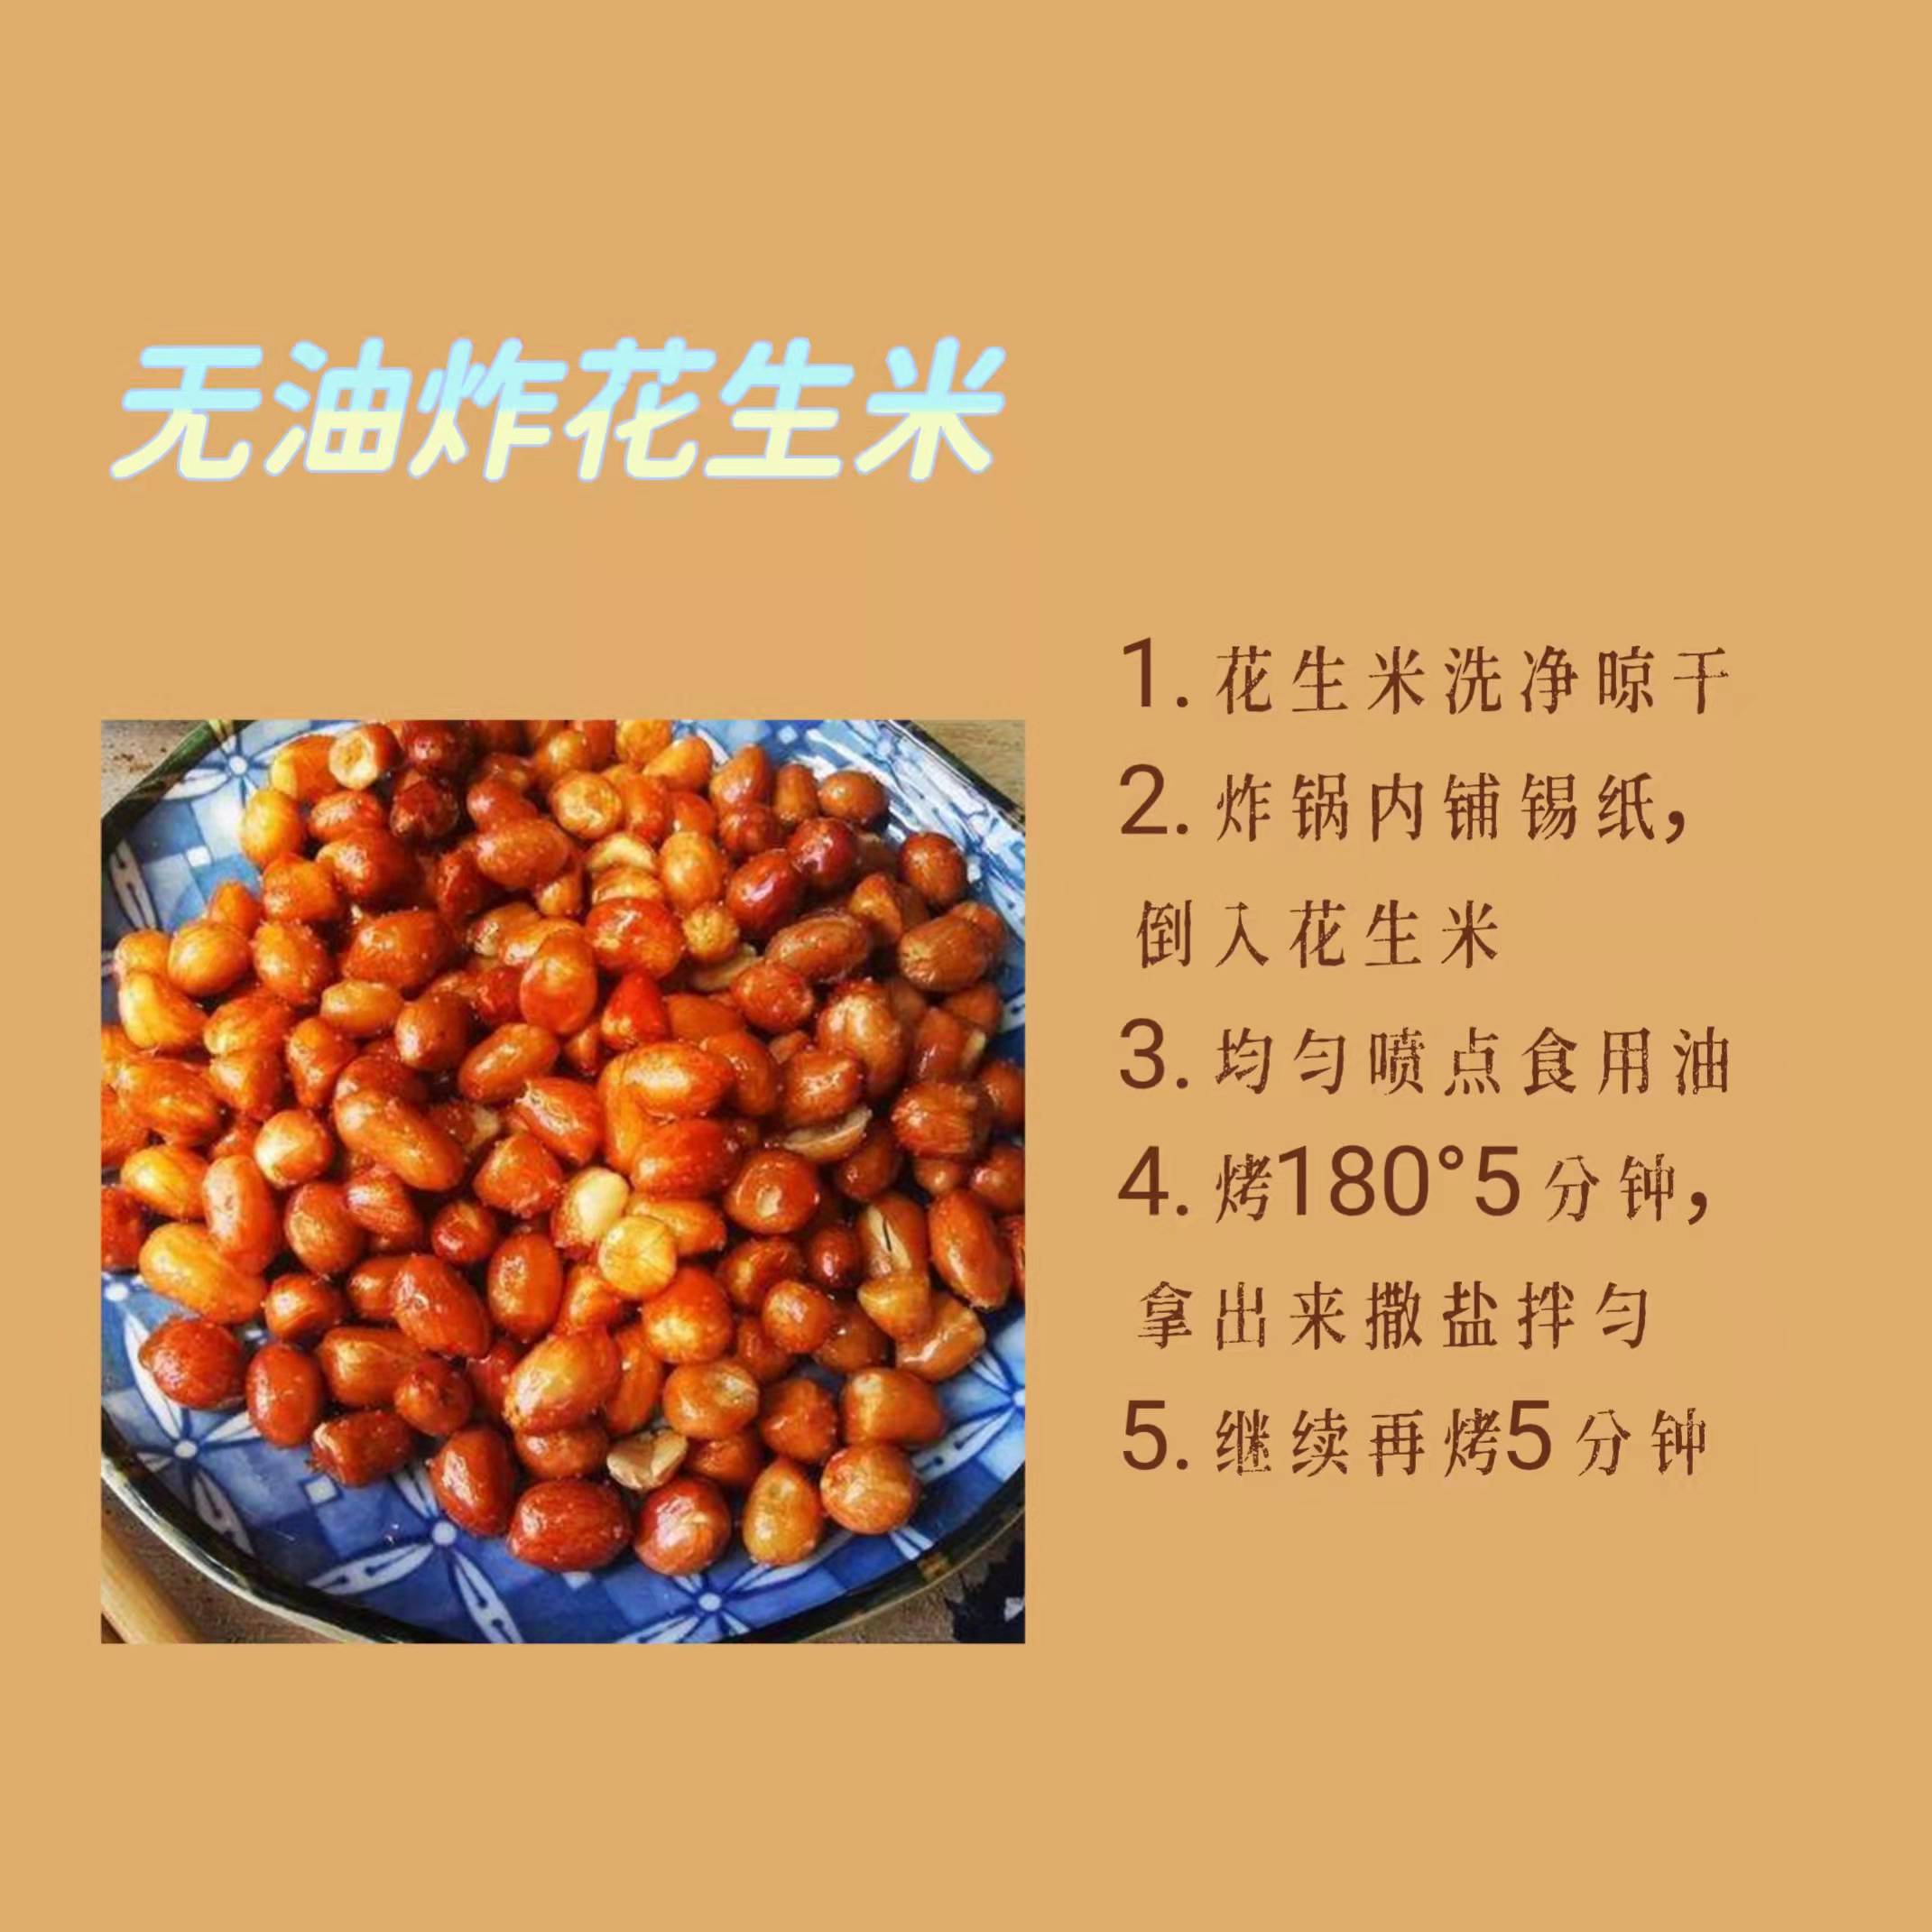 无油炸花生米
1. 花生米洗净晾干
2. 炸锅内铺锡纸，
倒入花生米
3. 均匀喷点食用油
4. 烤180°5分钟，
拿出来撒盐拌匀
5. 继续再烤5分钟